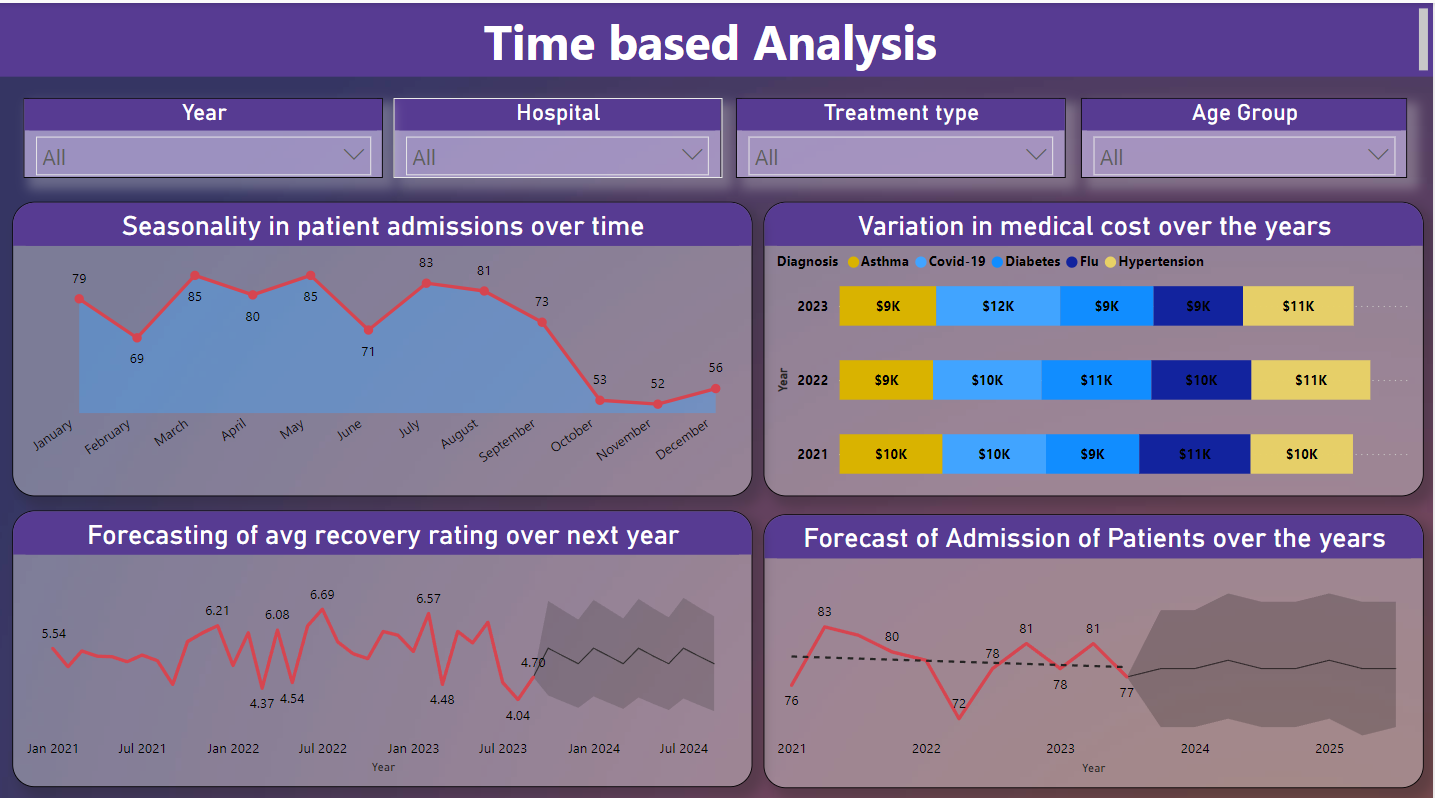 Time based Analysis
Year Hospital Treatment type Age Group
All All All All
Seasonality in patient admissions over time
79 69 85 80 85 71 83 81 73 53 52 56
January February March April May June July August September October November December
Variation in medical cost over the years
Diagnosis Asthma Covid-19 Diabetes Flu Hypertension
Year
2023 $9K $12K $9K $9K $11K
2022 $9K $10K $11K $10K $11K
2021 $10K $10K $9K $11K $10K
Forecasting of avg recovery rating over next year
5.54 6.21 4.37 6.08 4.54 6.69 6.57 4.48 4.04 4.70
Jan 2021 Jul 2021 Jan 2022 Jul 2022 Jan 2023 Jul 2023 Jan 2024 Jul 2024
Year
Forecast of Admission of Patients over the years
76 83 80 72 78 81 78 81 77
2021 2022 2023 2024 2025
Year